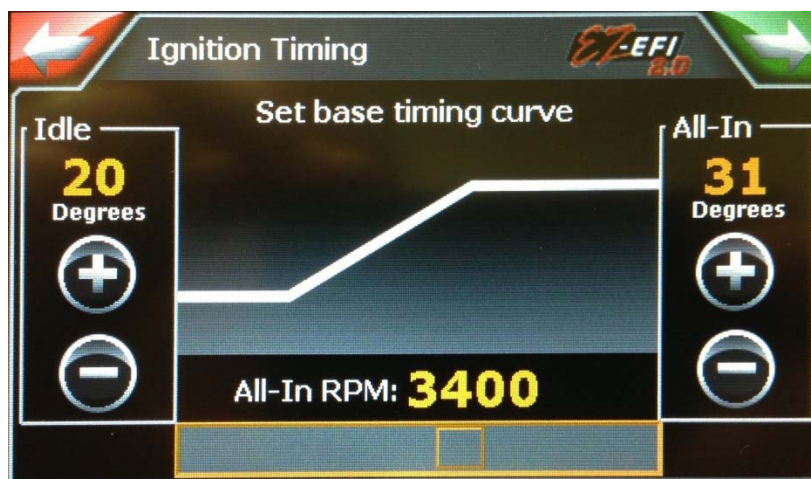 Ignition Timing
EZ-EFI
2.0
Set base timing curve
Idle
20
Degrees
All-In
31
Degrees
All-In RPM: 3400